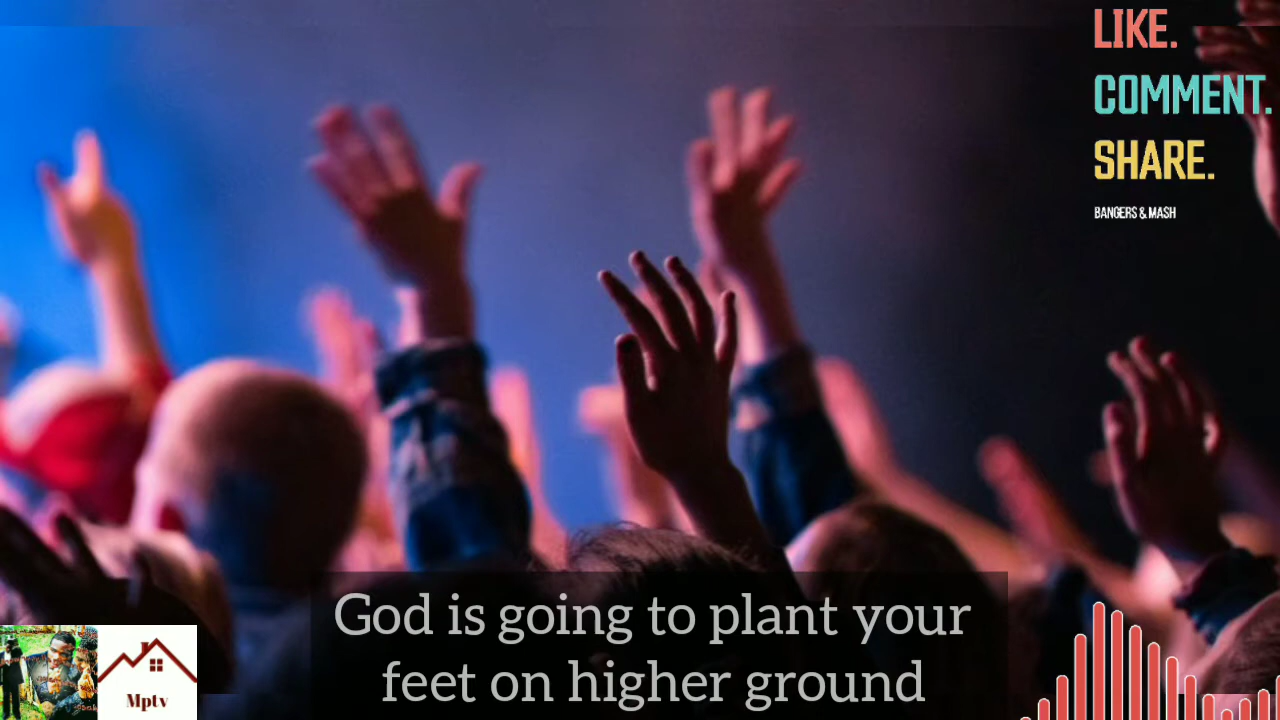 LIKE.
COMMENT.
SHARE.
BANGERS & MASH
God is going to plant your
feet on higher ground
Mptv